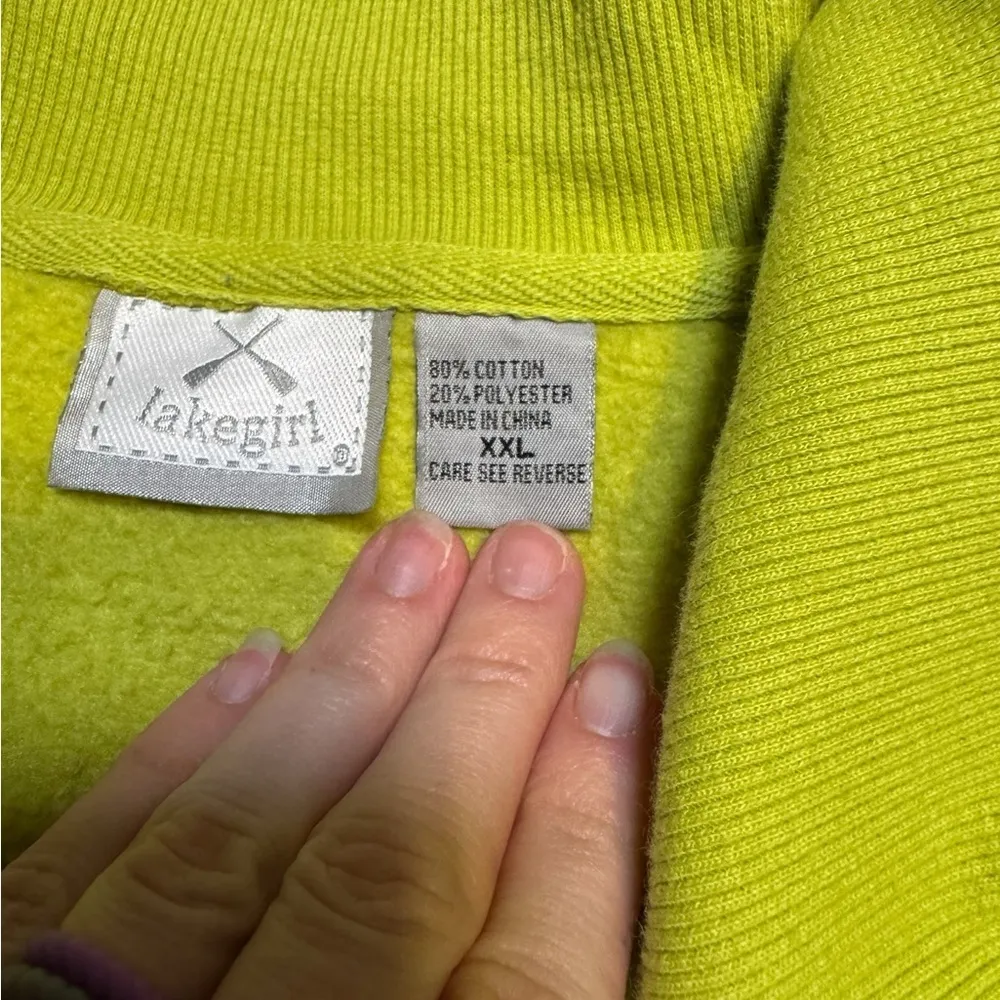 lakegirl®
80% COTTON
20% POLYESTER
MADE IN CHINA
XXL
CARE SEE REVERSE